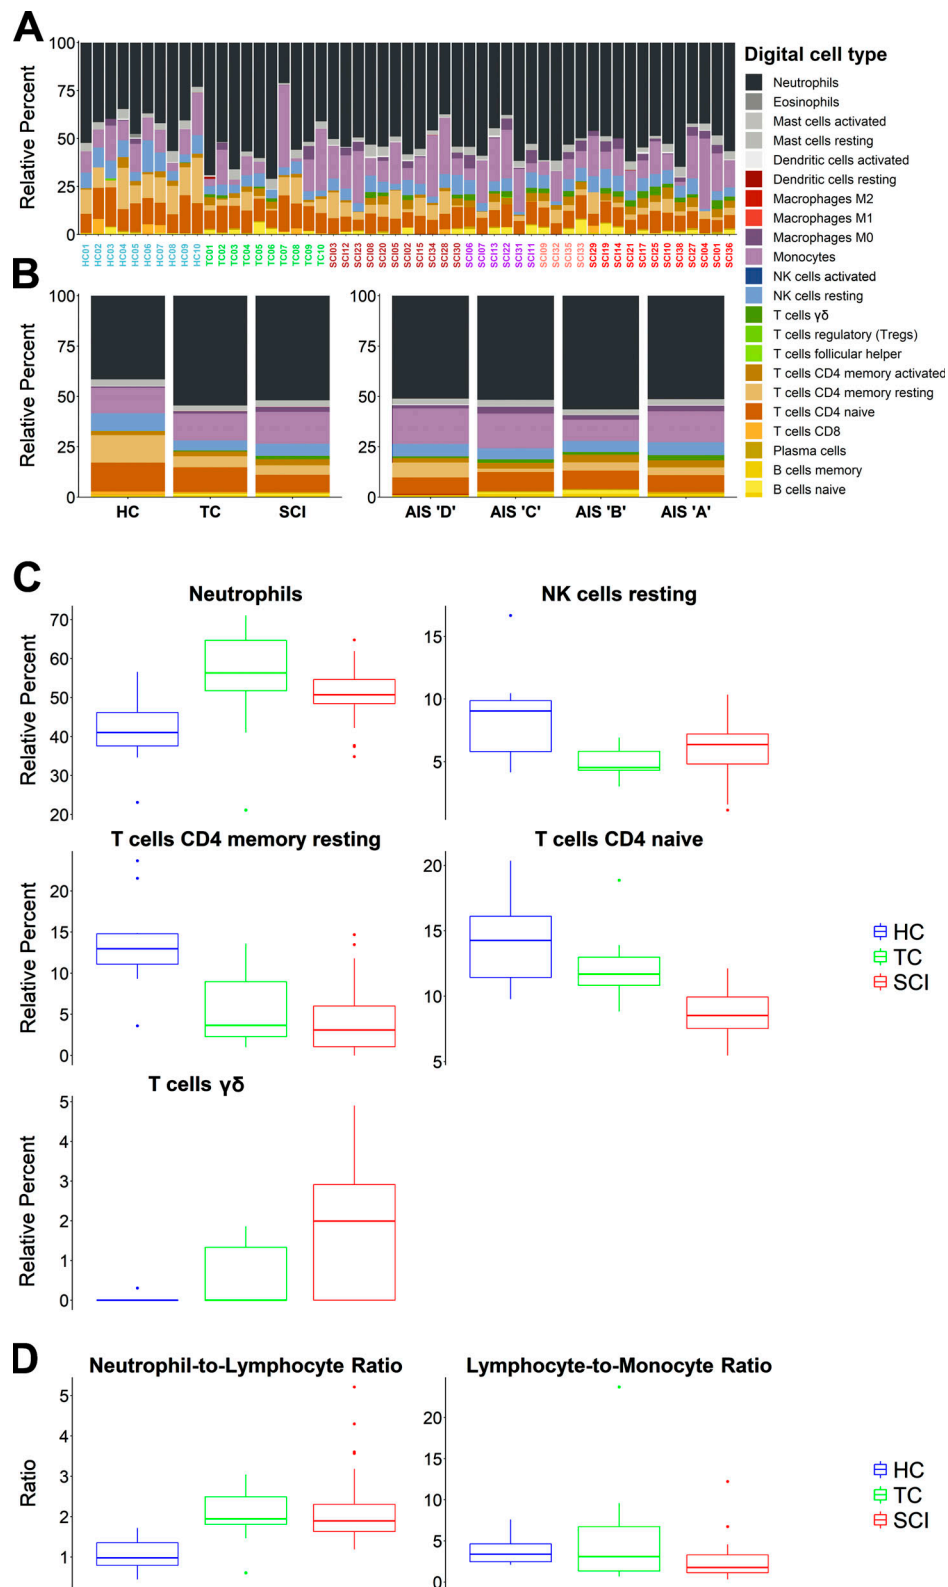 A
Relative Percent
100
75
50
25
0
HC01 HC02 HC03 HC04 HC05 HC06 HC07 HC08 HC09 HC10 TC01 TC02 TC03 TC04 TC05 TC06 TC07 TC08 TC09 TC10 SCI03 SCI12 SCI23 SCI08 SCI20 SCI05 SCI02 SCI15 SCI34 SCI28 SCI30 SCI06 SCI07 SCI13 SCI22 SCI31 SCI11 SCI09 SCI32 SCI35 SCI33 SCI29 SCI19 SCI14 SCI21 SCI17 SCI25 SCI10 SCI38 SCI27 SCI04 SCI01 SCI36
Digital cell type
Neutrophils
Eosinophils
Mast cells activated
Mast cells resting
Dendritic cells activated
Dendritic cells resting
Macrophages M2
Macrophages M1
Macrophages M0
Monocytes
NK cells activated
NK cells resting
T cells γδ
T cells regulatory (Tregs)
T cells follicular helper
T cells CD4 memory activated
T cells CD4 memory resting
T cells CD4 naive
T cells CD8
Plasma cells
B cells memory
B cells naive
B
Relative Percent
100
75
50
25
0
HC TC SCI
100
75
50
25
0
AIS 'D' AIS 'C' AIS 'B' AIS 'A'
C
Neutrophils
Relative Percent
70
60
50
40
30
20
NK cells resting
15
10
5
T cells CD4 memory resting
Relative Percent
20
15
10
5
0
T cells CD4 naive
20
15
10
5
HC
TC
SCI
T cells γδ
Relative Percent
5
4
3
2
1
0
D
Neutrophil-to-Lymphocyte Ratio
Ratio
5
4
3
2
1
Lymphocyte-to-Monocyte Ratio
20
15
10
5
0
HC
TC
SCI